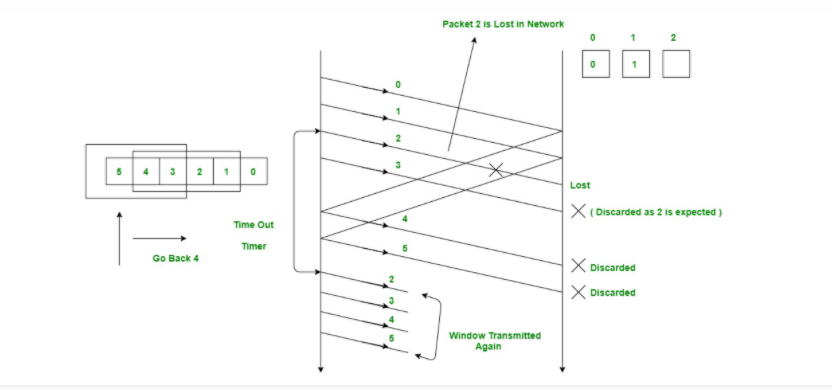 Packet 2 is Lost in Network
0 1 2
0 1
0
1
2
3
Lost
( Discarded as 2 is expected )
5 4 3 2 1 0
Time Out
Timer
Go Back 4
4
5
Discarded
Discarded
2
3
4
5
Window Transmitted
Again